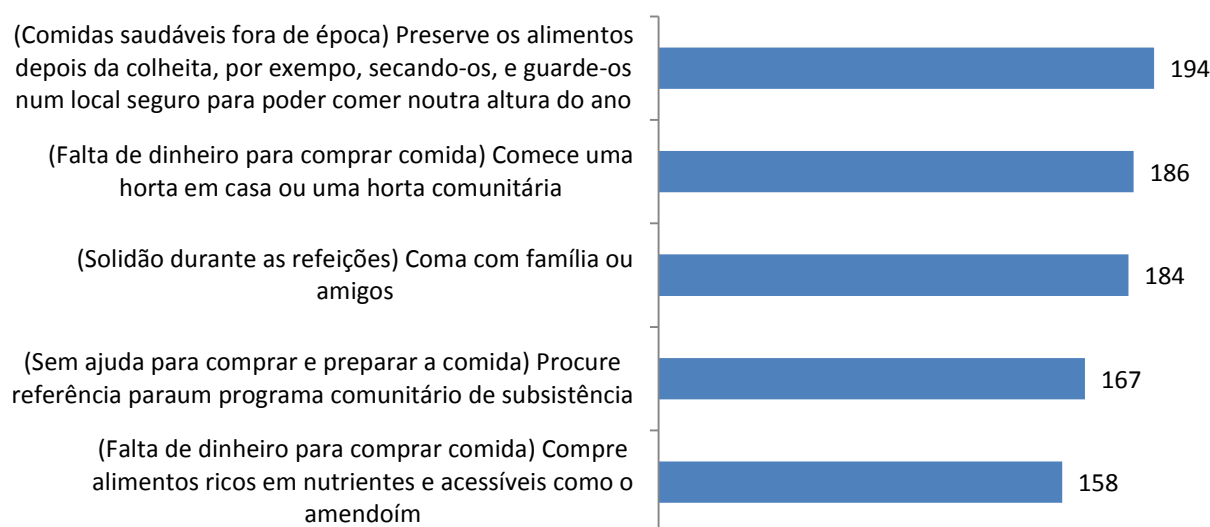 (Comidas saudáveis fora de época) Preserve os alimentos
depois da colheita, por exempo, secando-os, e guarde-os
num local seguro para poder comer noutra altura do ano
194
(Falta de dinheiro para comprar comida) Comece uma
horta em casa ou uma horta comunitária
186
(Solidão durante as refeições) Coma com família ou
amigos
184
(Sem ajuda para comprar e preparar a comida) Procure
referência paraum programa comunitário de subsistência
167
(Falta de dinheiro para comprar comida) Compre
alimentos ricos em nutrientes e acessíveis como o
amendoím
158